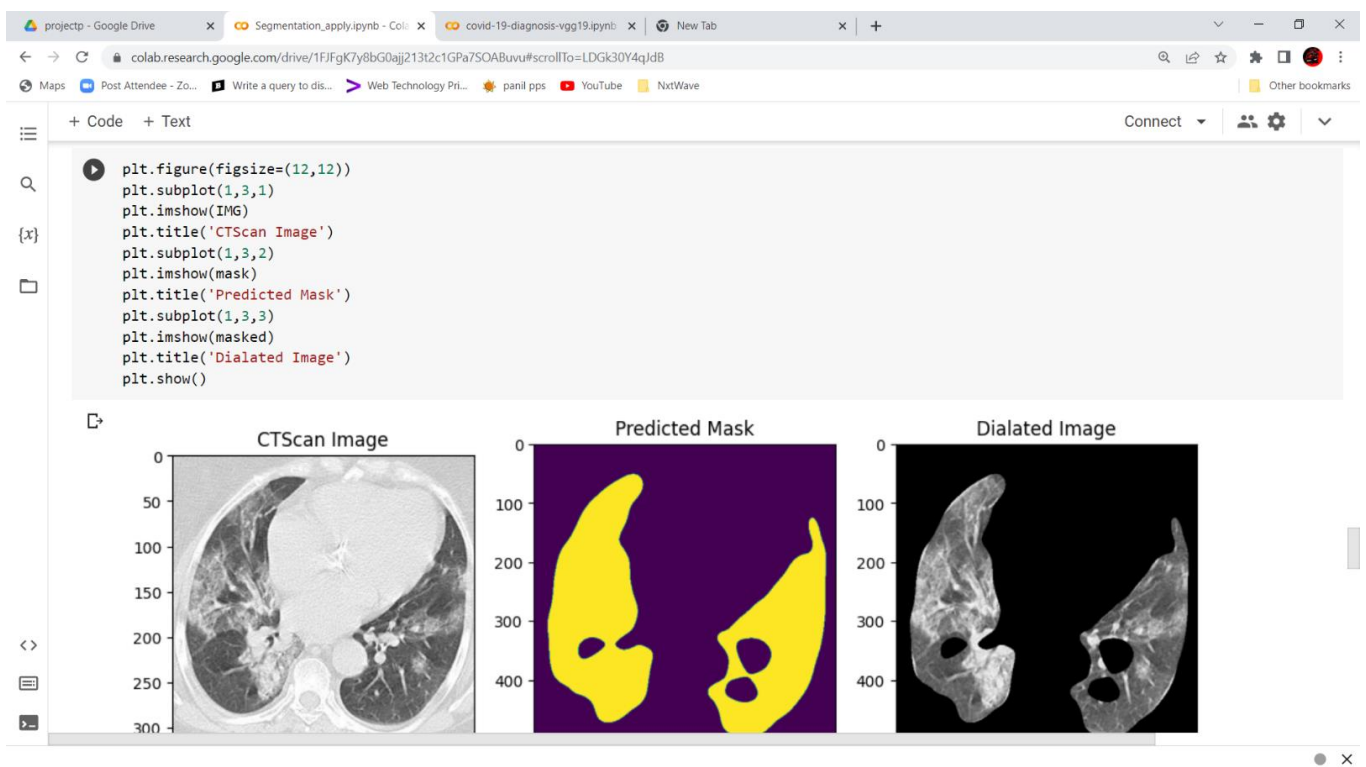 projectp - Google Drive
Segmentation_apply.ipynb - Cola
covid-19-diagnosis-vgg19.ipynb
New Tab
colab.research.google.com/drive/1FJFgK7y8bG0ajj213t2c1GPa7SOABuvu#scrollTo=LDGk30Y4qJdB
Maps
Post Attendee - Zo...
Write a query to dis...
Web Technology Pri...
panil pps
YouTube
NxtWave
Other bookmarks
+ Code + Text
Connect
{x}
plt.figure(figsize=(12,12))
plt.subplot(1,3,1)
plt.imshow(IMG)
plt.title('CTScan Image')
plt.subplot(1,3,2)
plt.imshow(mask)
plt.title('Predicted Mask')
plt.subplot(1,3,3)
plt.imshow(masked)
plt.title('Dialated Image')
plt.show()
CTScan Image
0
50
100
150
200
250
300
Predicted Mask
0
100
200
300
400
Dialated Image
0
100
200
300
400